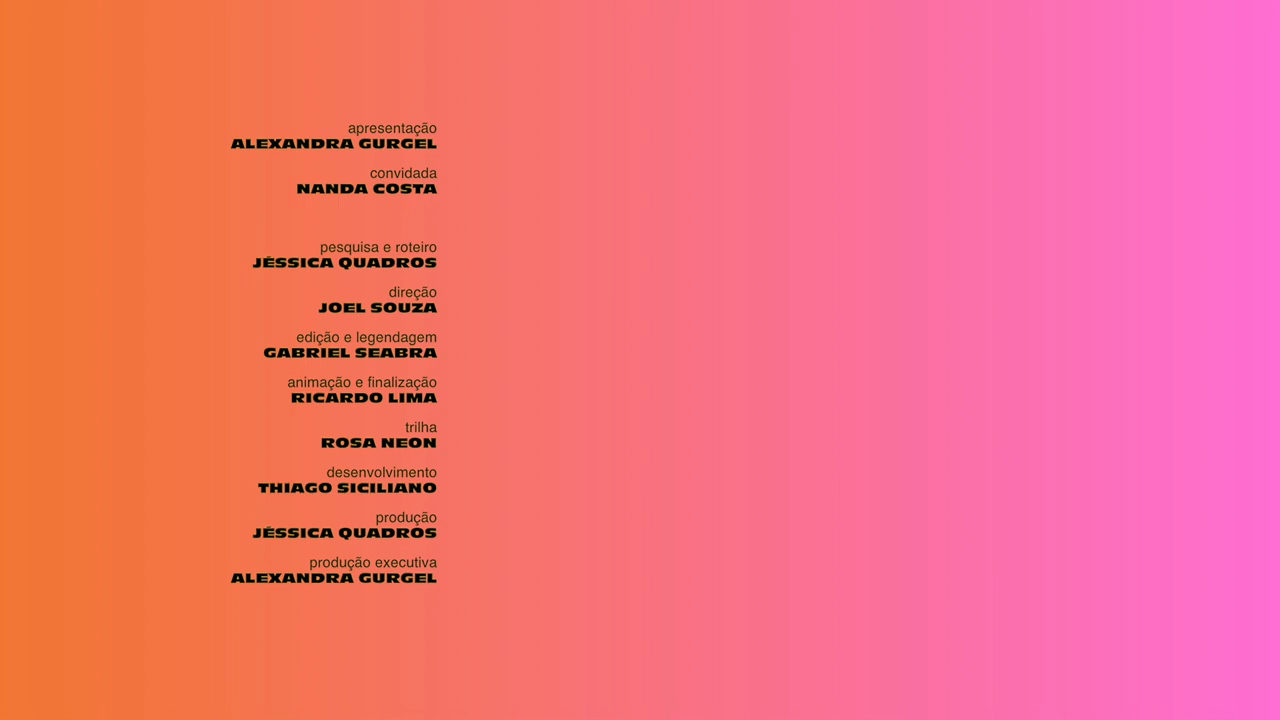 apresentação
ALEXANDRA GURGEL
convidada
NANDA COSTA
pesquisa e roteiro
JÉSSICA QUADROS
direção
JOEL SOUZA
edição e legendagem
GABRIEL SEABRA
animação e finalização
RICARDO LIMA
trilha
ROSA NEON
desenvolvimento
THIAGO SICILIANO
produção
JÉSSICA QUADROS
produção executiva
ALEXANDRA GURGEL